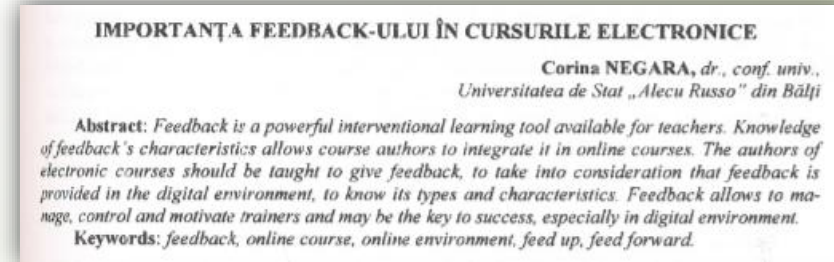 IMPORTANȚA FEEDBACK-ULUI ÎN CURSURILE ELECTRONICE
Corina NEGARA, dr., conf. univ.,
Universitatea de Stat „Alecu Russo” din Bălți
Abstract: Feedback is a powerful interventional learning tool available for teachers. Knowledge
of feedback's characteristics allows course authors to integrate it in online courses. The authors of
electronic courses should be taught to give feedback, to take into consideration that feedback is
provided in the digital environment, to know its types and characteristics. Feedback allows to ma-
nage, control and motivate trainers and may be the key to success, especially in digital environment.
Keywords: feedback, online course, online environment, feed up, feed forward.